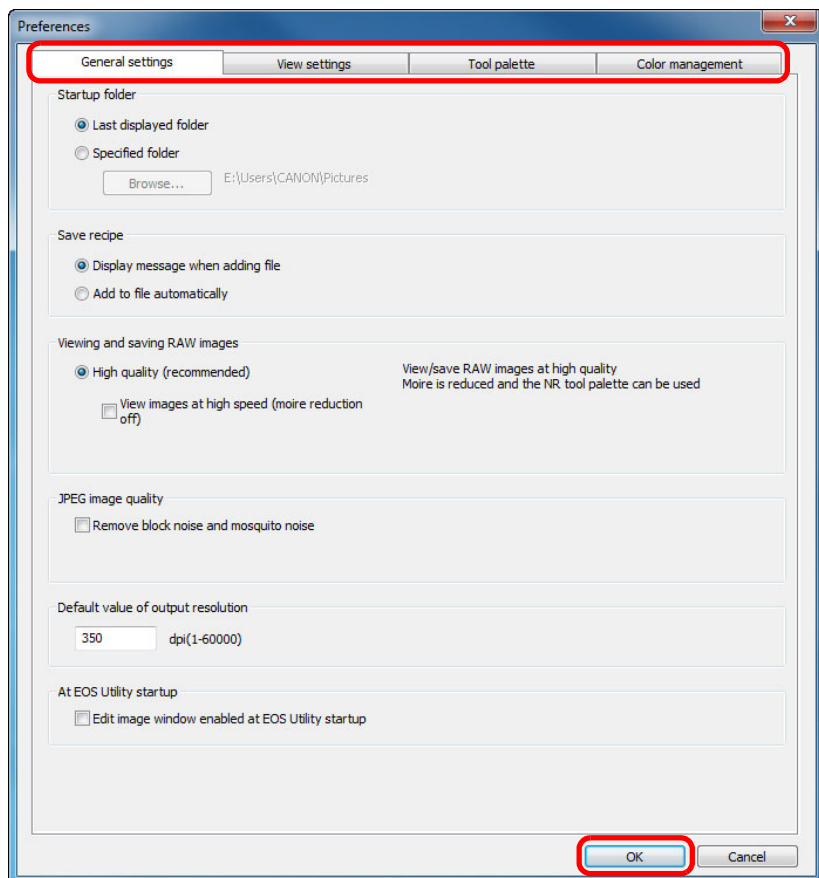 Preferences
General settings
View settings
Tool palette
Color management
Startup folder
Last displayed folder
Specified folder
Browse...
E:\Users\CANON\Pictures
Save recipe
Display message when adding file
Add to file automatically
Viewing and saving RAW images
High quality (recommended)
View/save RAW images at high quality
Moire is reduced and the NR tool palette can be used
View images at high speed (moire reduction
off)
JPEG image quality
Remove block noise and mosquito noise
Default value of output resolution
350
dpi(1-60000)
At EOS Utility startup
Edit image window enabled at EOS Utility startup
OK
Cancel